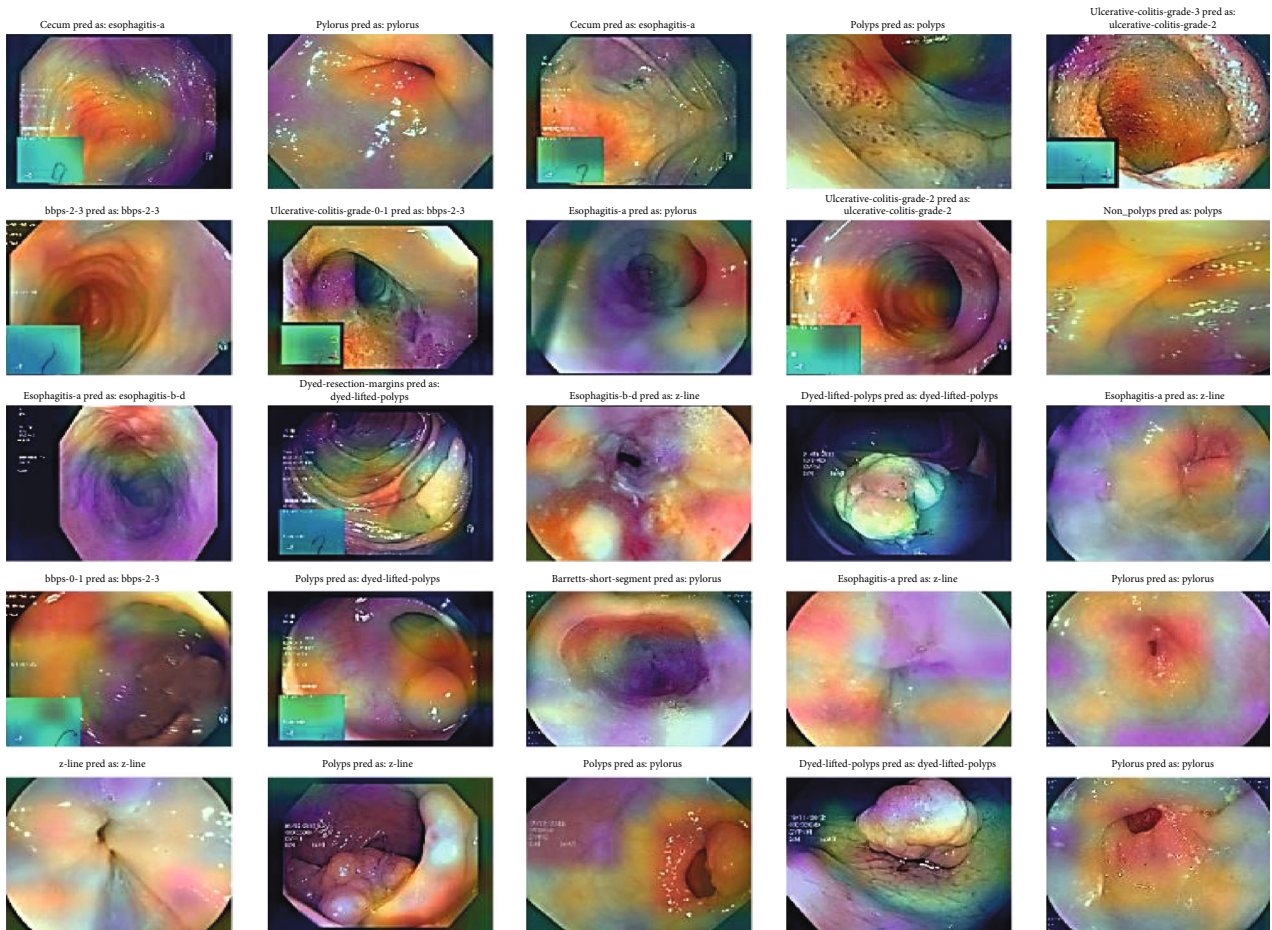 Cecum pred as: esophagitis-a
Pylorus pred as: pylorus
Cecum pred as: esophagitis-a
Polyps pred as: polyps
Ulcerative-colitis-grade-3 pred as:
ulcerative-colitis-grade-2
bbps-2-3 pred as: bbps-2-3
Ulcerative-colitis-grade-0-1 pred as: bbps-2-3
Esophagitis-a pred as: pylorus
Ulcerative-colitis-grade-2 pred as:
ulcerative-colitis-grade-2
Non_polyps pred as: polyps
Esophagitis-a pred as: esophagitis-b-d
Dyed-resection-margins pred as:
dyed-lifted-polyps
Esophagitis-b-d pred as: z-line
Dyed-lifted-polyps pred as: dyed-lifted-polyps
Esophagitis-a pred as: z-line
bbps-0-1 pred as: bbps-2-3
Polyps pred as: dyed-lifted-polyps
Barretts-short-segment pred as: pylorus
Esophagitis-a pred as: z-line
Pylorus pred as: pylorus
z-line pred as: z-line
Polyps pred as: z-line
Polyps pred as: pylorus
Dyed-lifted-polyps pred as: dyed-lifted-polyps
Pylorus pred as: pylorus